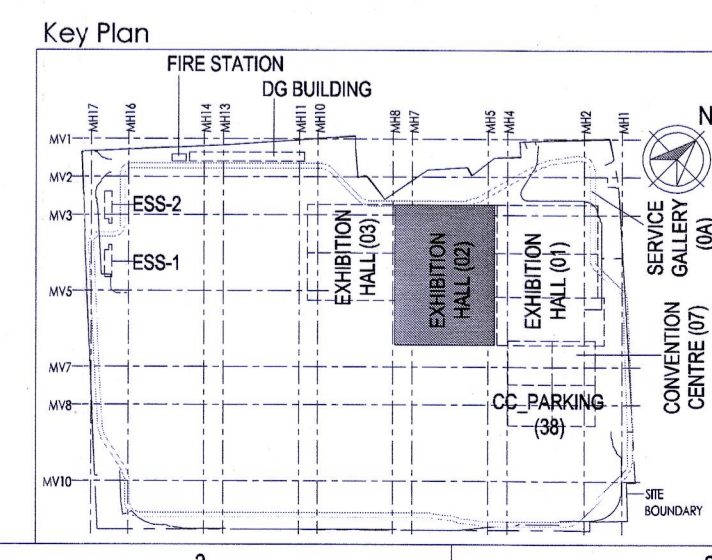 Key Plan
FIRE STATION
DG BUILDING
MH17
MH16
MH14
MH13
MH11
MH10
MH8
MH7
MH5
MH4
MH2
MH1
N
MV1
MV2
MV3
MV5
MV7
MV8
MV10
ESS-2
ESS-1
EXHIBITION
HALL (03)
EXHIBITION
HALL (02)
EXHIBITION
HALL (01)
SERVICE
GALLERY
(0A)
CONVENTION
CENTRE (07)
CC_PARKING
(38)
SITE
BOUNDARY